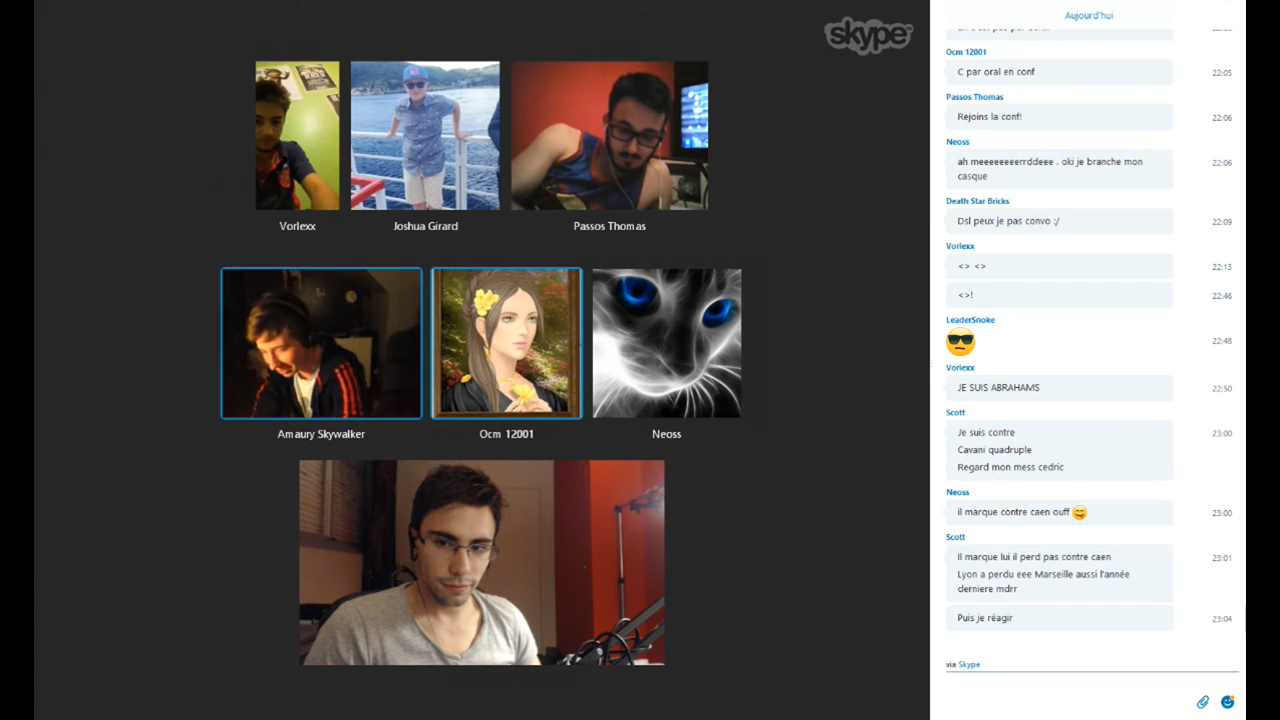 skype
Vorlexx
Joshua Girard
Passos Thomas
Amaury Skywalker
Ocm 12001
Neoss
Aujourd'hui
Ocm 12001
C par oral en conf 22:05
Passos Thomas
Rejoins la conf! 22:06
Neoss
ah meeeeeeerrddeee . oki je branche mon 22:06
casque
Death Star Bricks
Dsl peux je pas convo :/ 22:09
Vorlexx
<> <> 22:13
<>! 22:46
LeaderSnoke
22:48
Vorlexx
JE SUIS ABRAHAMS 22:50
Scott
Je suis contre 23:00
Cavani quadruple
Regard mon mess cedric
Neoss
il marque contre caen ouff 23:00
Scott
Il marque lui il perd pas contre caen 23:01
Lyon a perdu eee Marseille aussi l'année
derniere mdrr
Puis je réagir 23:04
via Skype